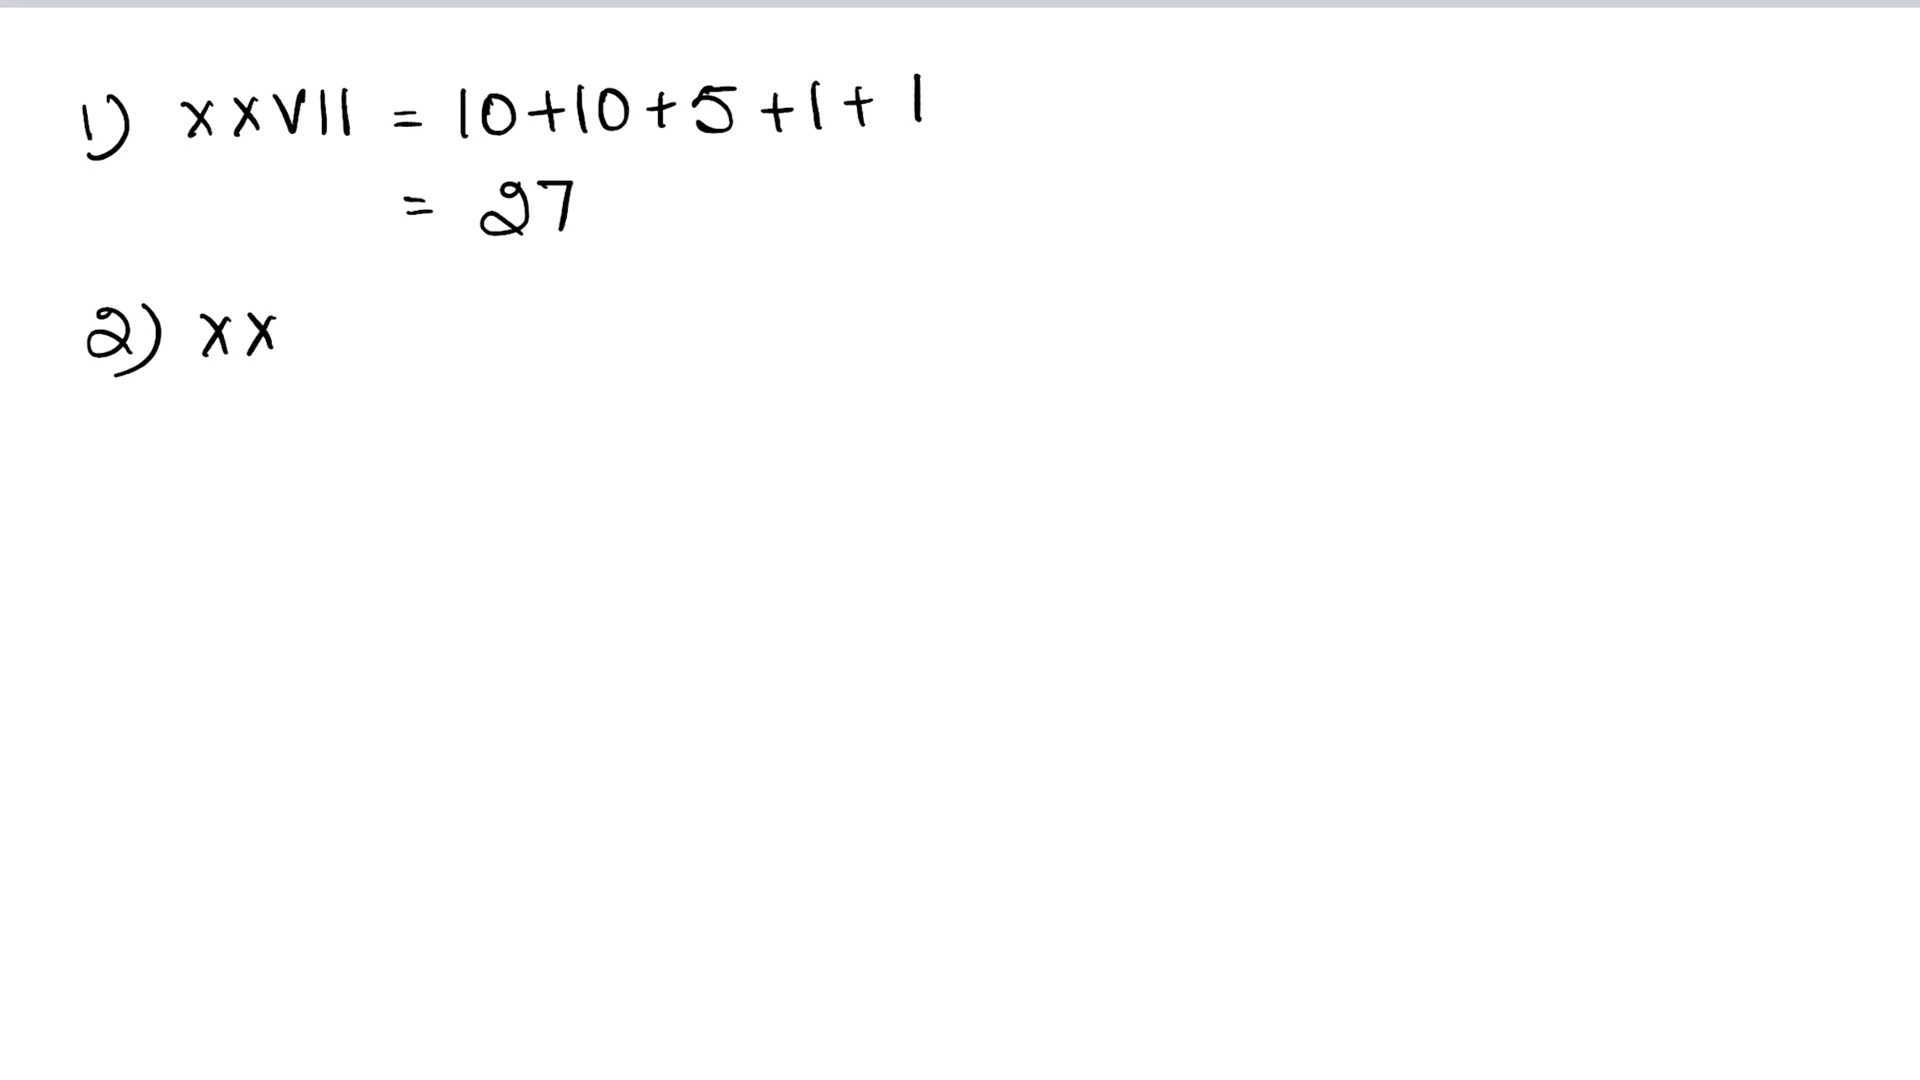 1) XXVII = 10+10+5+1+1
= 27
2) XX